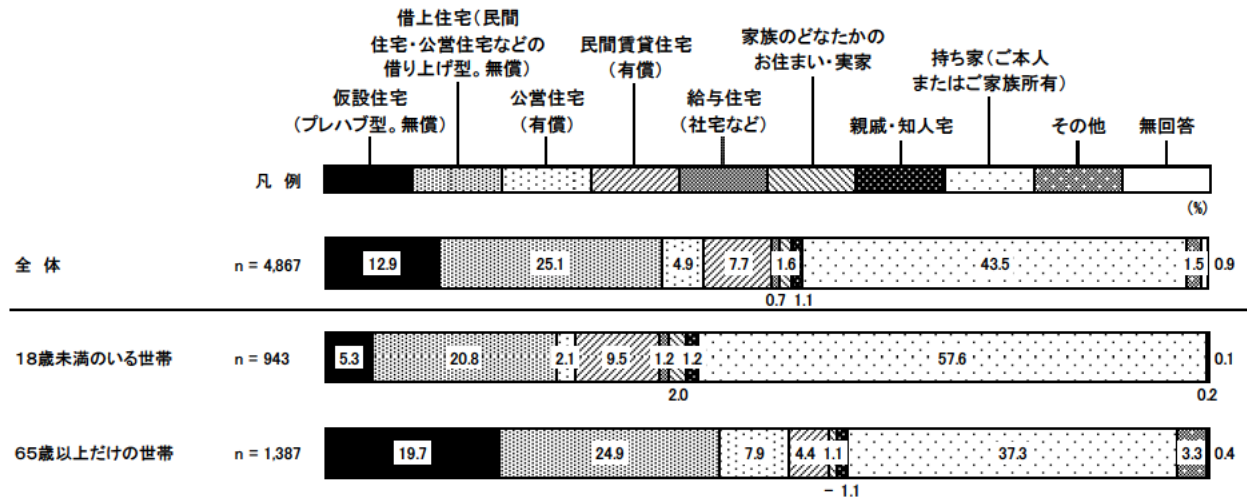 借上住宅(民間
住宅・公営住宅などの
借り上げ型。無償)
民間賃貸住宅
(有償)
家族のどなたかの
お住まい・実家
持ち家(ご本人
またはご家族所有)
仮設住宅
(プレハブ型。無償)
公営住宅
(有償)
給与住宅
(社宅など)
親戚・知人宅
その他
無回答
凡 例
(%)
全 体 n = 4,867 12.9 25.1 4.9 7.7 1.6 43.5 1.5 0.9
0.7 1.1
18歳未満のいる世帯 n = 943 5.3 20.8 2.1 9.5 1.2 1.2 57.6 0.1
2.0 0.2
65歳以上だけの世帯 n = 1,387 19.7 24.9 7.9 4.4 1.1 37.3 3.3 0.4
- 1.1